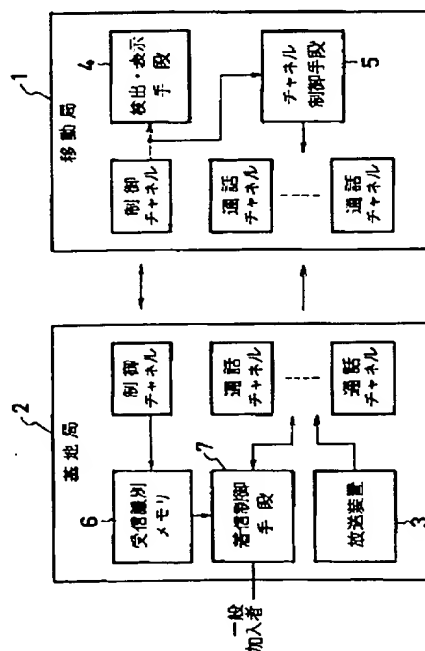 移動局
1
制御
チャネル
検出・表示
手段
4
通話
チャネル
通話
チャネル
チャネル
制御手段
5
基地局
2
受信識別
メモリ
6
制御
チャネル
着信制御
手段
7
通話
チャネル
通話
チャネル
放送装置
3
一般
加入者